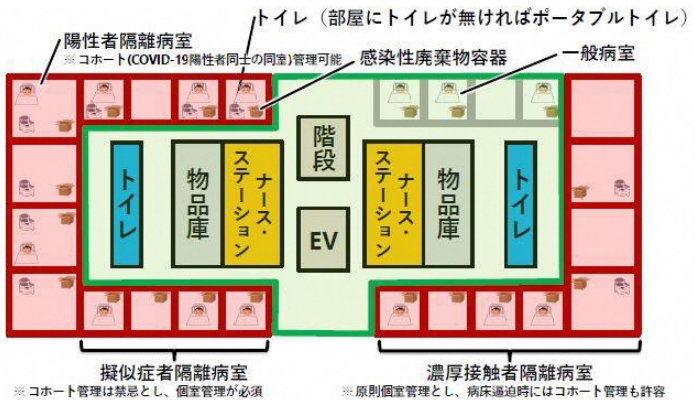 トイレ（部屋にトイレが無ければポータブルトイレ）
陽性者隔離病室
※ コホート(COVID-19陽性者同士の同室)管理可能
感染性廃棄物容器
一般病室
トイレ
物品庫
ナース・
ステーション
階段
EV
ナース・
ステーション
物品庫
トイレ
擬似症者隔離病室
※ コホート管理は禁忌とし、個室管理が必須
濃厚接触者隔離病室
※ 原則個室管理とし、病床逼迫時にはコホート管理も許容